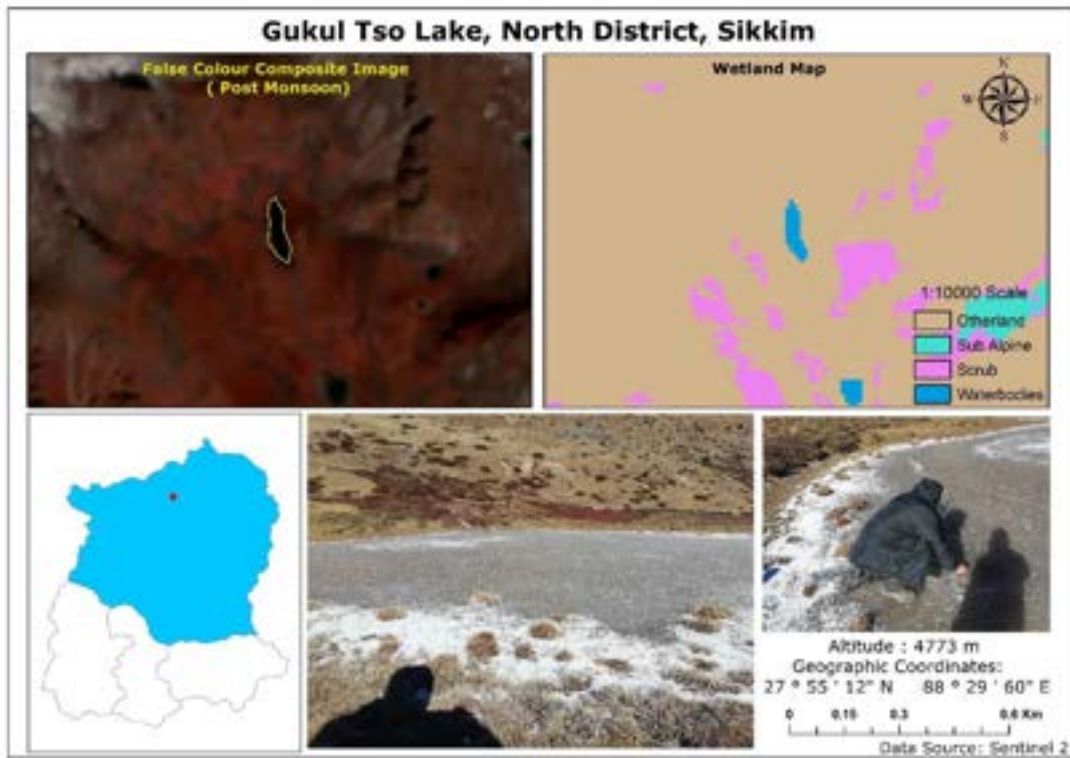 Gukul Tso Lake, North District, Sikkim
False Colour Composite Image
( Post Monsoon)
Wetland Map
N
W E
S
1:10000 Scale
Otherland
Sub Alpine
Scrub
Waterbodies
Altitude : 4773 m
Geographic Coordinates:
27 ° 55 ' 12" N 88 ° 29 ' 60" E
0 0.15 0.3 0.6 Km
Data Source: Sentinel 2